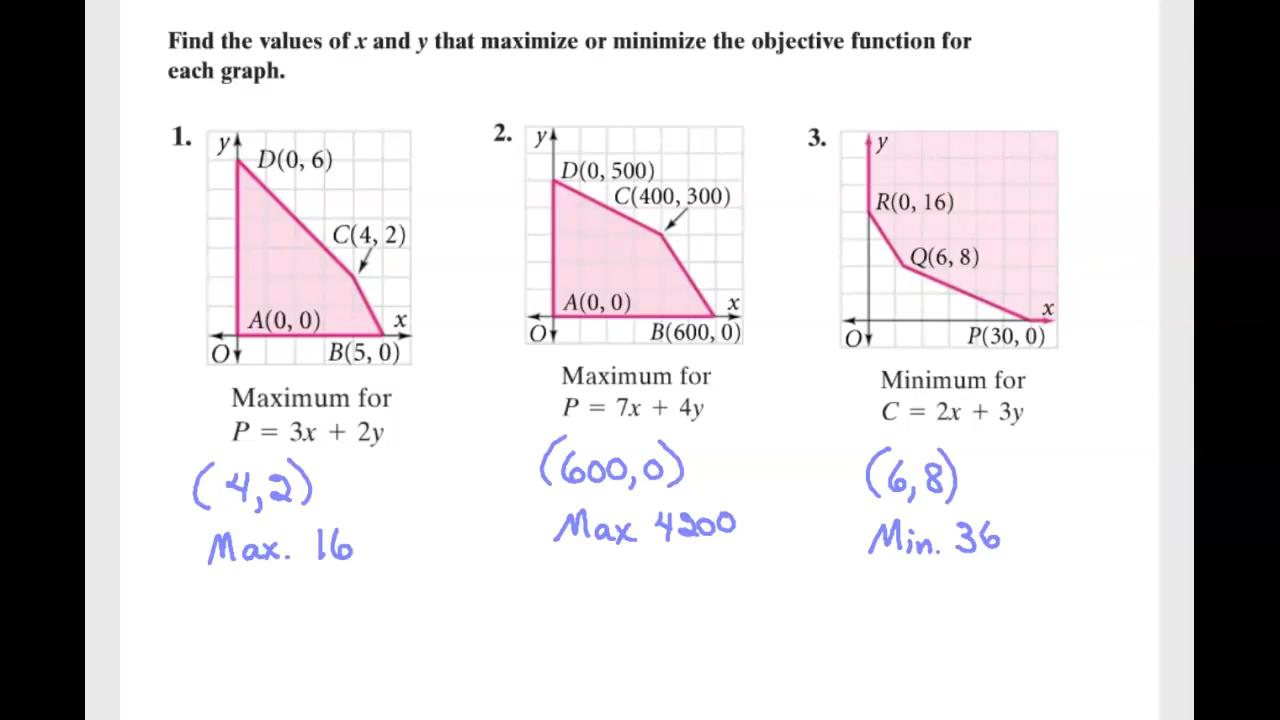 Find the values of x and y that maximize or minimize the objective function for
each graph.
1.
y
D(0, 6)
C(4, 2)
A(0, 0)
x
O
B(5, 0)
Maximum for
P = 3x + 2y
(4,2)
Max. 16
2.
y
D(0, 500)
C(400, 300)
A(0, 0)
x
O
B(600, 0)
Maximum for
P = 7x + 4y
(600,0)
Max 4200
3.
y
R(0, 16)
Q(6, 8)
x
O
P(30, 0)
Minimum for
C = 2x + 3y
(6,8)
Min. 36